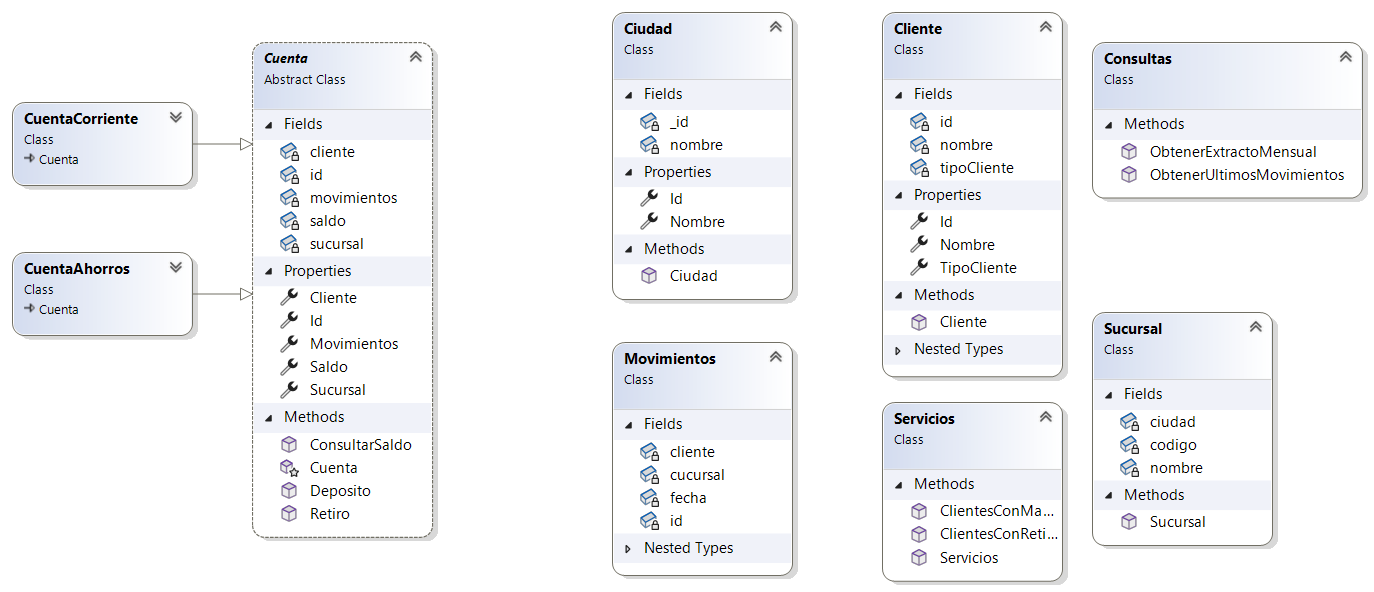 CuentaCorriente
Class
Cuenta
CuentaAhorros
Class
Cuenta
Cuenta
Abstract Class
Fields
cliente
id
movimientos
saldo
sucursal
Properties
Cliente
Id
Movimientos
Saldo
Sucursal
Methods
ConsultarSaldo
Cuenta
Deposito
Retiro
Ciudad
Class
Fields
_id
nombre
Properties
Id
Nombre
Methods
Ciudad
Movimientos
Class
Fields
cliente
cucursal
fecha
id
Nested Types
Cliente
Class
Fields
id
nombre
tipoCliente
Properties
Id
Nombre
TipoCliente
Methods
Cliente
Nested Types
Servicios
Class
Methods
ClientesConMa...
ClientesConReti...
Servicios
Consultas
Class
Methods
ObtenerExtractoMensual
ObtenerUltimosMovimientos
Sucursal
Class
Fields
ciudad
codigo
nombre
Methods
Sucursal